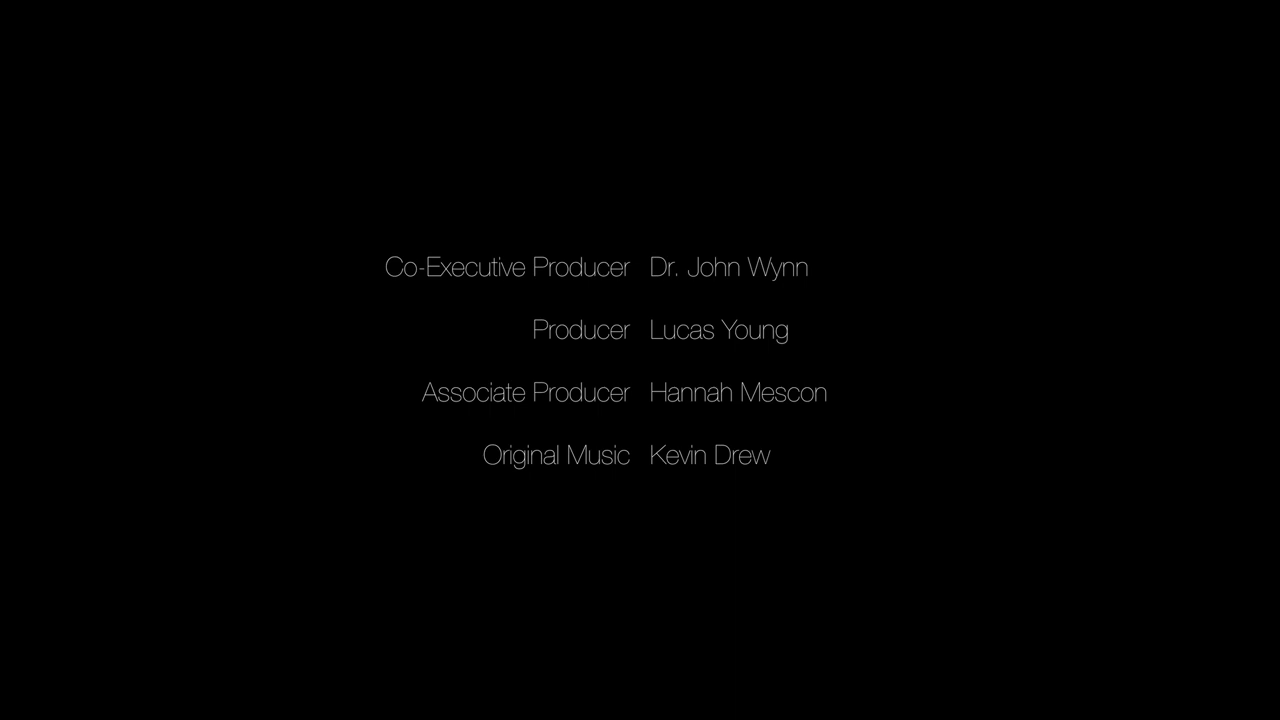 Co-Executive Producer Dr. John Wynn
Producer Lucas Young
Associate Producer Hannah Mescon
Original Music Kevin Drew